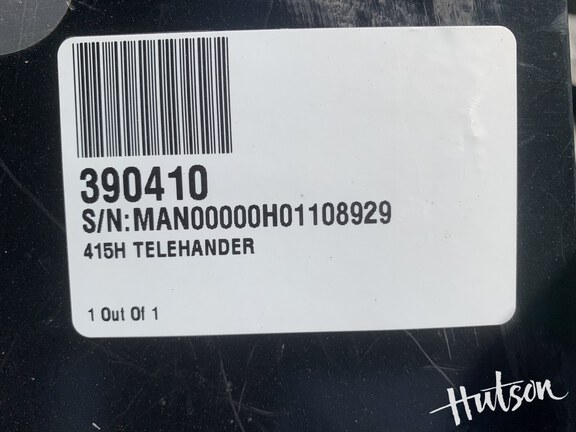 390410
S/N:MAN00000H01108929
415H TELEHANDER
1 Out Of 1
Hutson